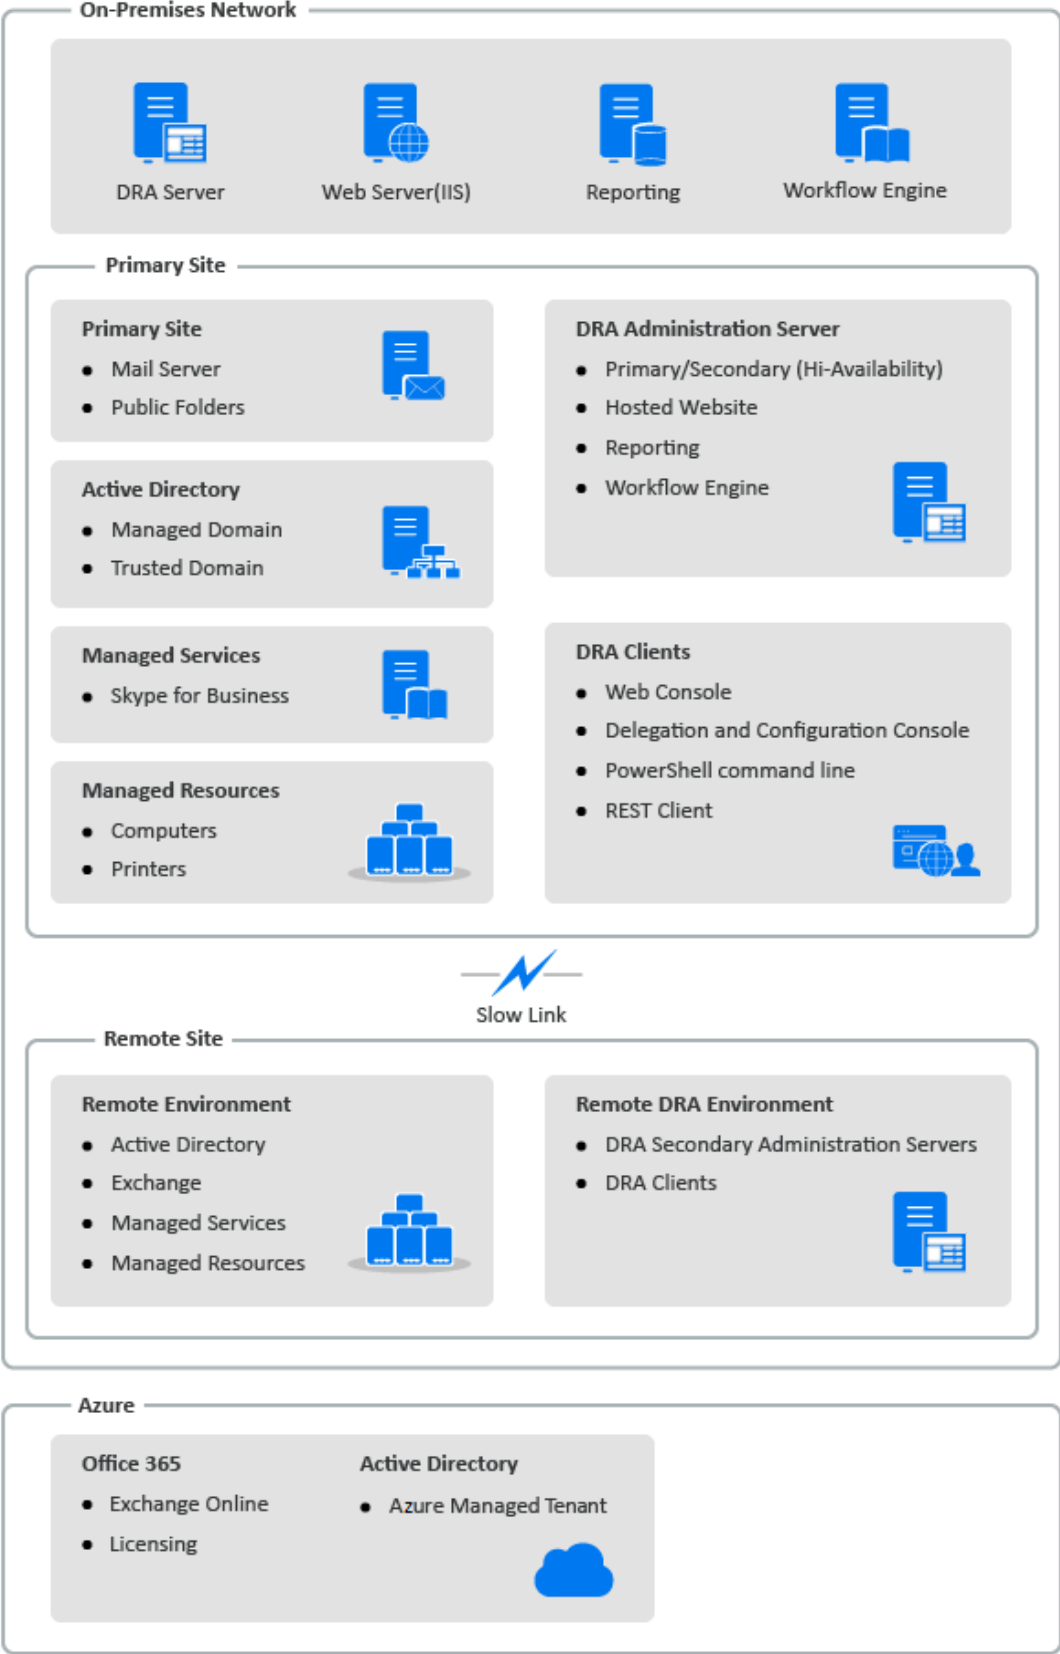 On-Premises Network
DRA Server
Web Server(IIS)
Reporting
Workflow Engine
Primary Site
Primary Site
Mail Server
Public Folders
Active Directory
Managed Domain
Trusted Domain
Managed Services
Skype for Business
Managed Resources
Computers
Printers
DRA Administration Server
Primary/Secondary (Hi-Availability)
Hosted Website
Reporting
Workflow Engine
DRA Clients
Web Console
Delegation and Configuration Console
PowerShell command line
REST Client
Slow Link
Remote Site
Remote Environment
Active Directory
Exchange
Managed Services
Managed Resources
Remote DRA Environment
DRA Secondary Administration Servers
DRA Clients
Azure
Office 365
Exchange Online
Licensing
Active Directory
Azure Managed Tenant